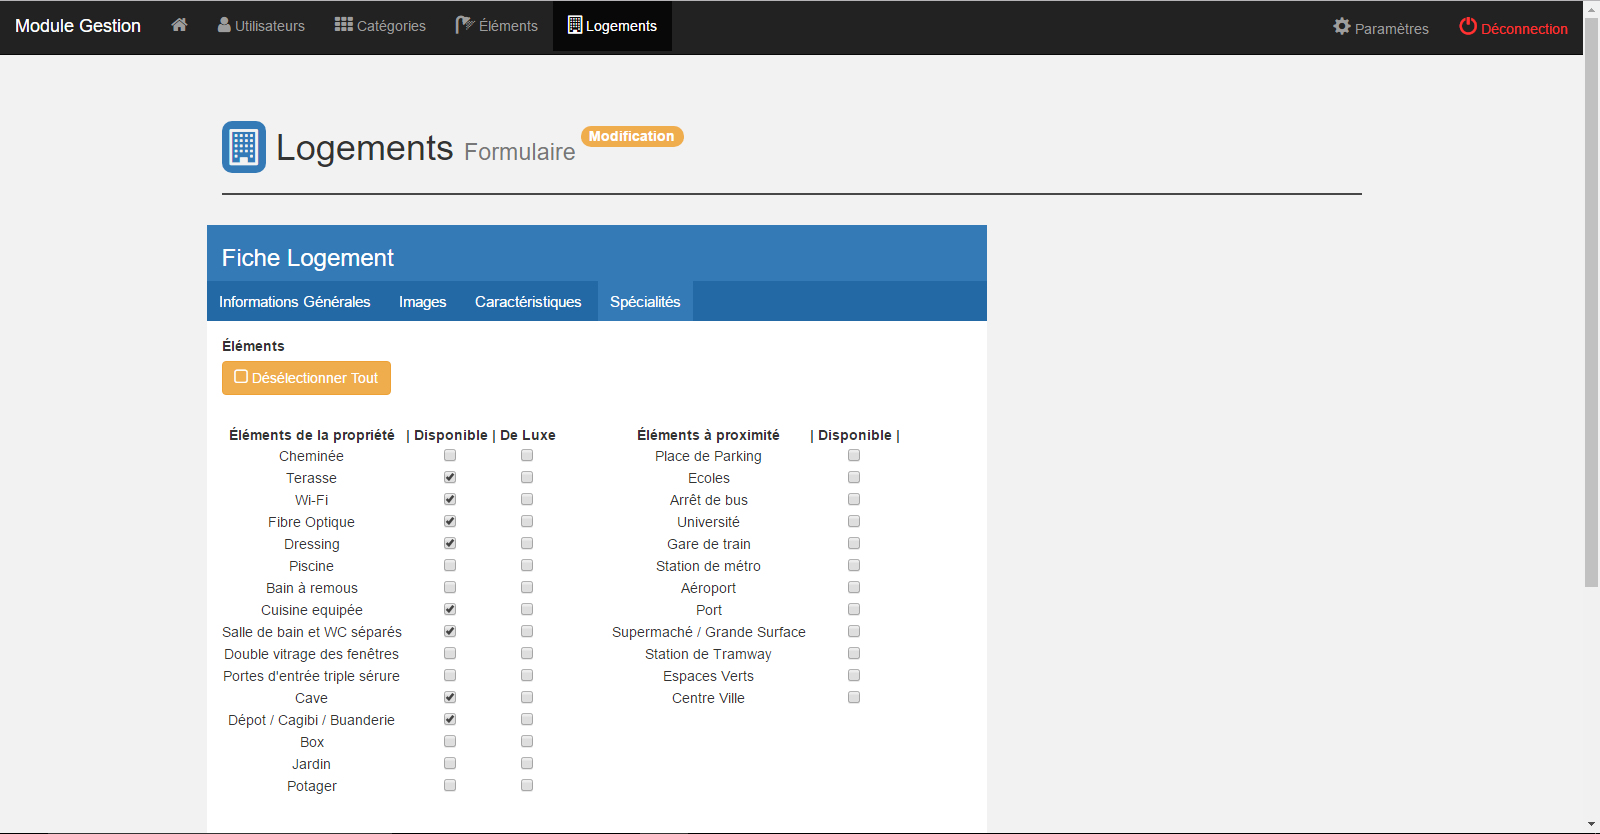 Module Gestion Utilisateurs Catégories Éléments Logements Paramètres Déconnection
Logements Formulaire Modification
Fiche Logement
Informations Générales Images Caractéristiques Spécialités
Éléments
Désélectionner Tout
Éléments de la propriété | Disponible | De Luxe Éléments à proximité | Disponible |
Cheminée Place de Parking
Terasse Ecoles
Wi-Fi Arrêt de bus
Fibre Optique Université
Dressing Gare de train
Piscine Station de métro
Bain à remous Aéroport
Cuisine equipée Port
Salle de bain et WC séparés Supermaché / Grande Surface
Double vitrage des fenêtres Station de Tramway
Portes d'entrée triple sérure Espaces Verts
Cave Centre Ville
Dépot / Cagibi / Buanderie
Box
Jardin
Potager